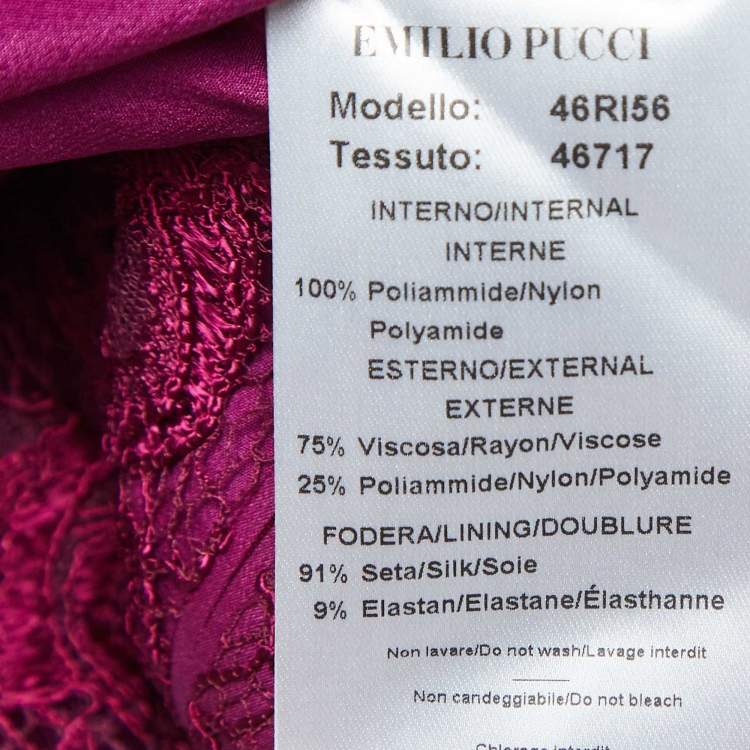 EMILIO PUCCI
Modello: 46RI56
Tessuto: 46717
INTERNO/INTERNAL
INTERNE
100% Poliammide/Nylon
Polyamide
ESTERNO/EXTERNAL
EXTERNE
75% Viscosa/Rayon/Viscose
25% Poliammide/Nylon/Polyamide
FODERA/LINING/DOUBLURE
91% Seta/Silk/Soie
9% Elastan/Elastane/Élasthanne
Non lavare/Do not wash/Lavage interdit
Non candeggiabile/Do not bleach
Chlorage interdit